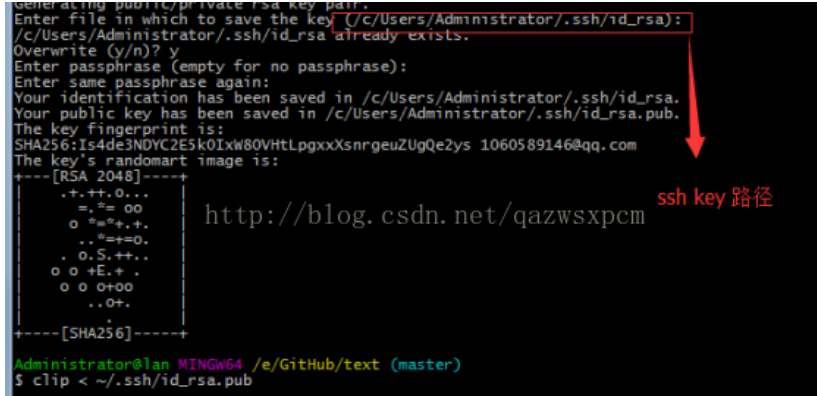 Generating public/private rsa key pair.
Enter file in which to save the key (/c/Users/Administrator/.ssh/id_rsa):
/c/Users/Administrator/.ssh/id_rsa already exists.
Overwrite (y/n)? y
Enter passphrase (empty for no passphrase):
Enter same passphrase again:
Your identification has been saved in /c/Users/Administrator/.ssh/id_rsa.
Your public key has been saved in /c/Users/Administrator/.ssh/id_rsa.pub.
The key fingerprint is:
SHA256:Is4de3NDYC2E5kOIxW80VHtLpgxxXsnrgeuZUgQe2ys 1060589146@qq.com
The key's randomart image is:
+---[RSA 2048]----+
|    .+.++.o...   |
|      =.*= oo    |
|     o *=*+.+.   |
|      ..*=+=o.   |
|    . o.S.++..   |
|   o o +E.+ .    |
|    o o o+oo     |
|       ..o+.     |
|         .       |
+----[SHA256]-----+
ssh key 路径
http://blog.csdn.net/qazwsxpcm
Administrator@lan MINGW64 /e/GitHub/text (master)
$ clip < ~/.ssh/id_rsa.pub